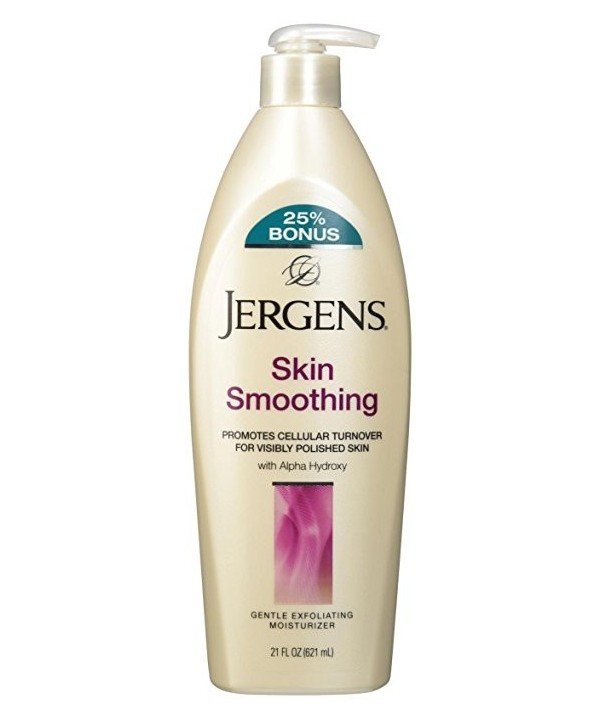 25%
BONUS
JERGENS®
Skin
Smoothing
PROMOTES CELLULAR TURNOVER
FOR VISIBLY POLISHED SKIN
with Alpha Hydroxy
GENTLE EXFOLIATING
MOISTURIZER
21 FL OZ (621 mL)